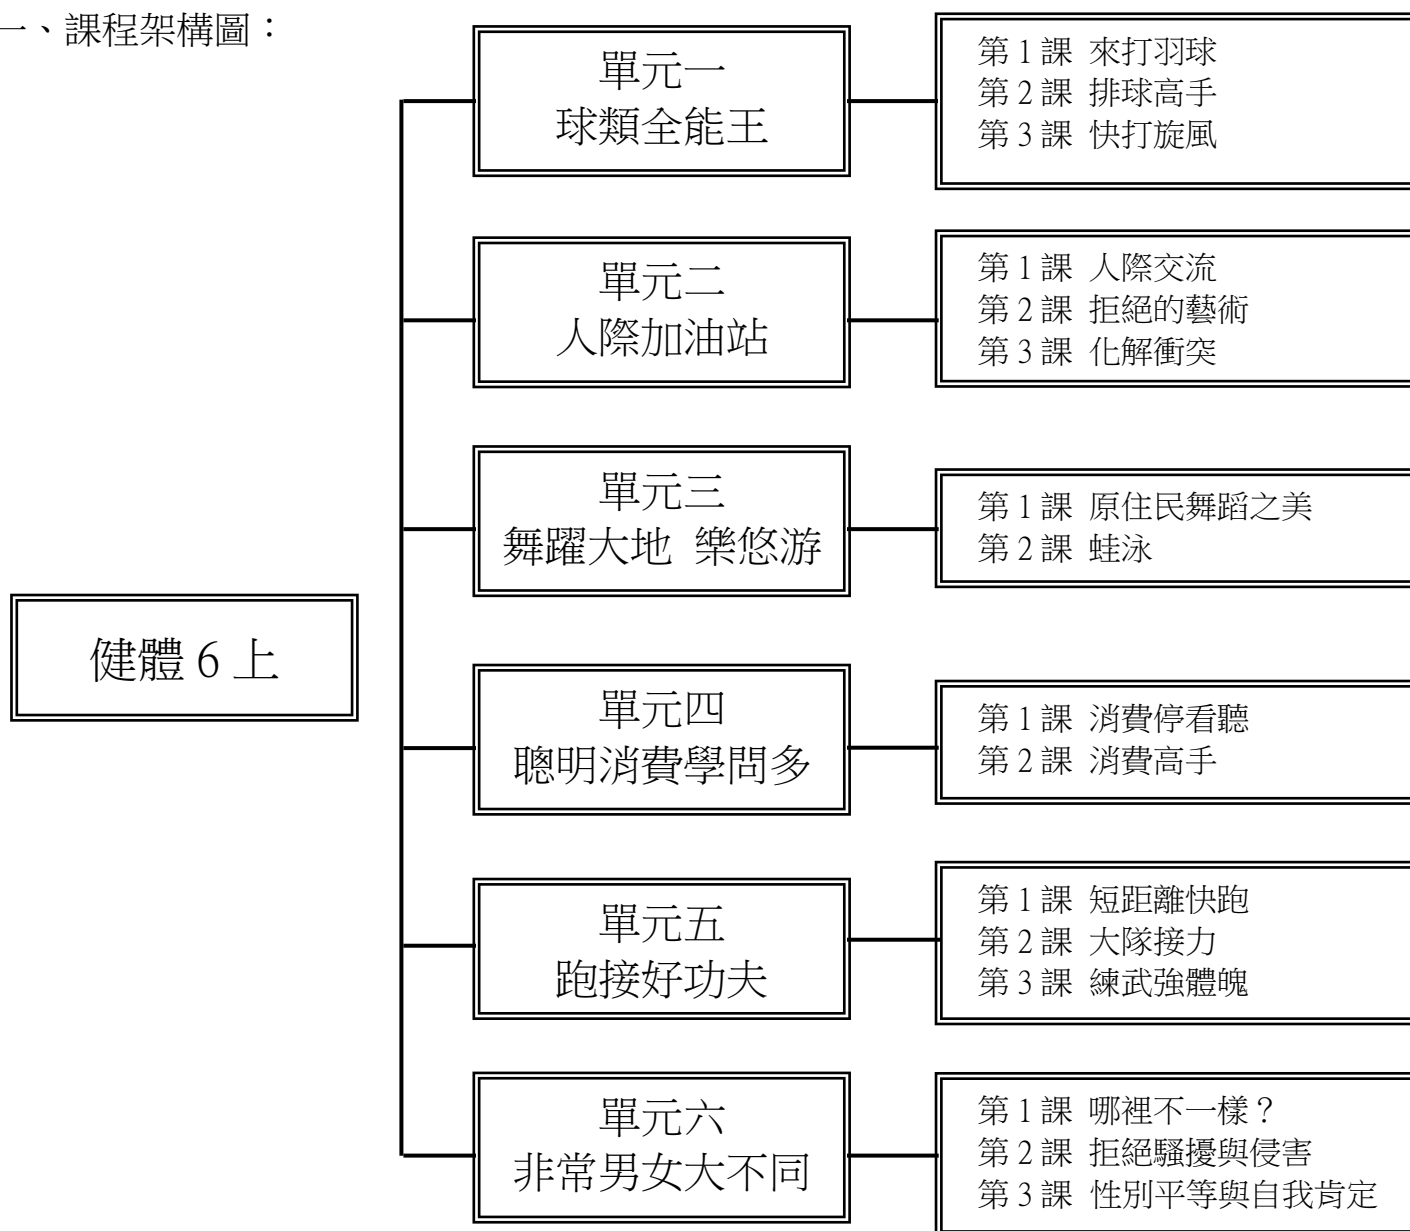 一、課程架構圖：
單元一
球類全能王
第 1 課 來打羽球
第 2 課 排球高手
第 3 課 快打旋風
單元二
人際加油站
第 1 課 人際交流
第 2 課 拒絕的藝術
第 3 課 化解衝突
單元三
舞躍大地 樂悠游
第 1 課 原住民舞蹈之美
第 2 課 蛙泳
健體 6 上
單元四
聰明消費學問多
第 1 課 消費停看聽
第 2 課 消費高手
單元五
跑接好功夫
第 1 課 短距離快跑
第 2 課 大隊接力
第 3 課 練武強體魄
單元六
非常男女大不同
第 1 課 哪裡不一樣？
第 2 課 拒絕騷擾與侵害
第 3 課 性別平等與自我肯定